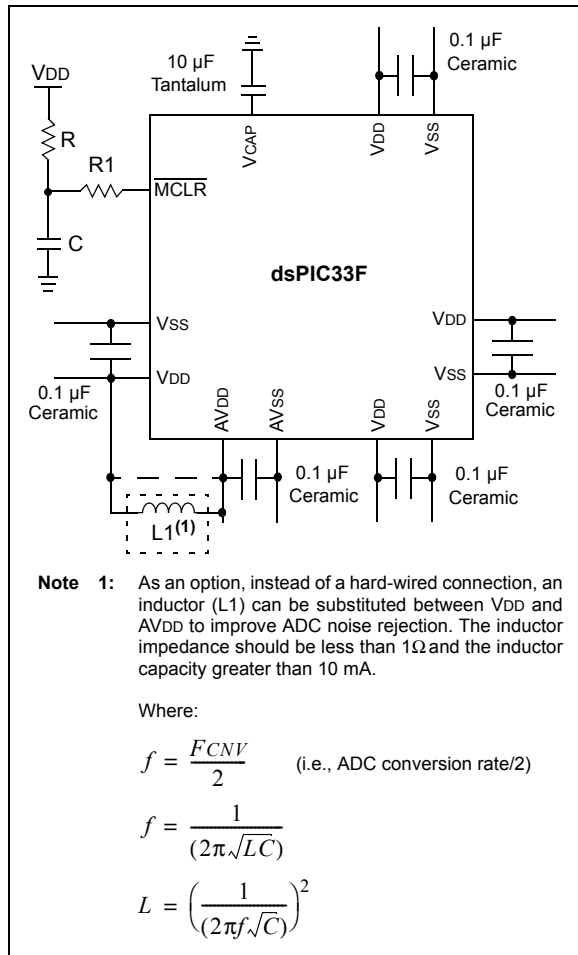 VDD
10 µF
Tantalum
0.1 µF
Ceramic
R
R1
C
VCAP
VDD
VSS
MCLR
dsPIC33F
VSS
VDD
VDD
VSS
0.1 µF
Ceramic
0.1 µF
Ceramic
AVDD
AVSS
VDD
VSS
0.1 µF
Ceramic
0.1 µF
Ceramic
L1(1)
Note 1: As an option, instead of a hard-wired connection, an
inductor (L1) can be substituted between VDD and
AVDD to improve ADC noise rejection. The inductor
impedance should be less than 1Ω and the inductor
capacity greater than 10 mA.
Where:
f = FCNV / 2 (i.e., ADC conversion rate/2)
f = 1 / (2π√LC)
L = (1 / (2πf√C))²